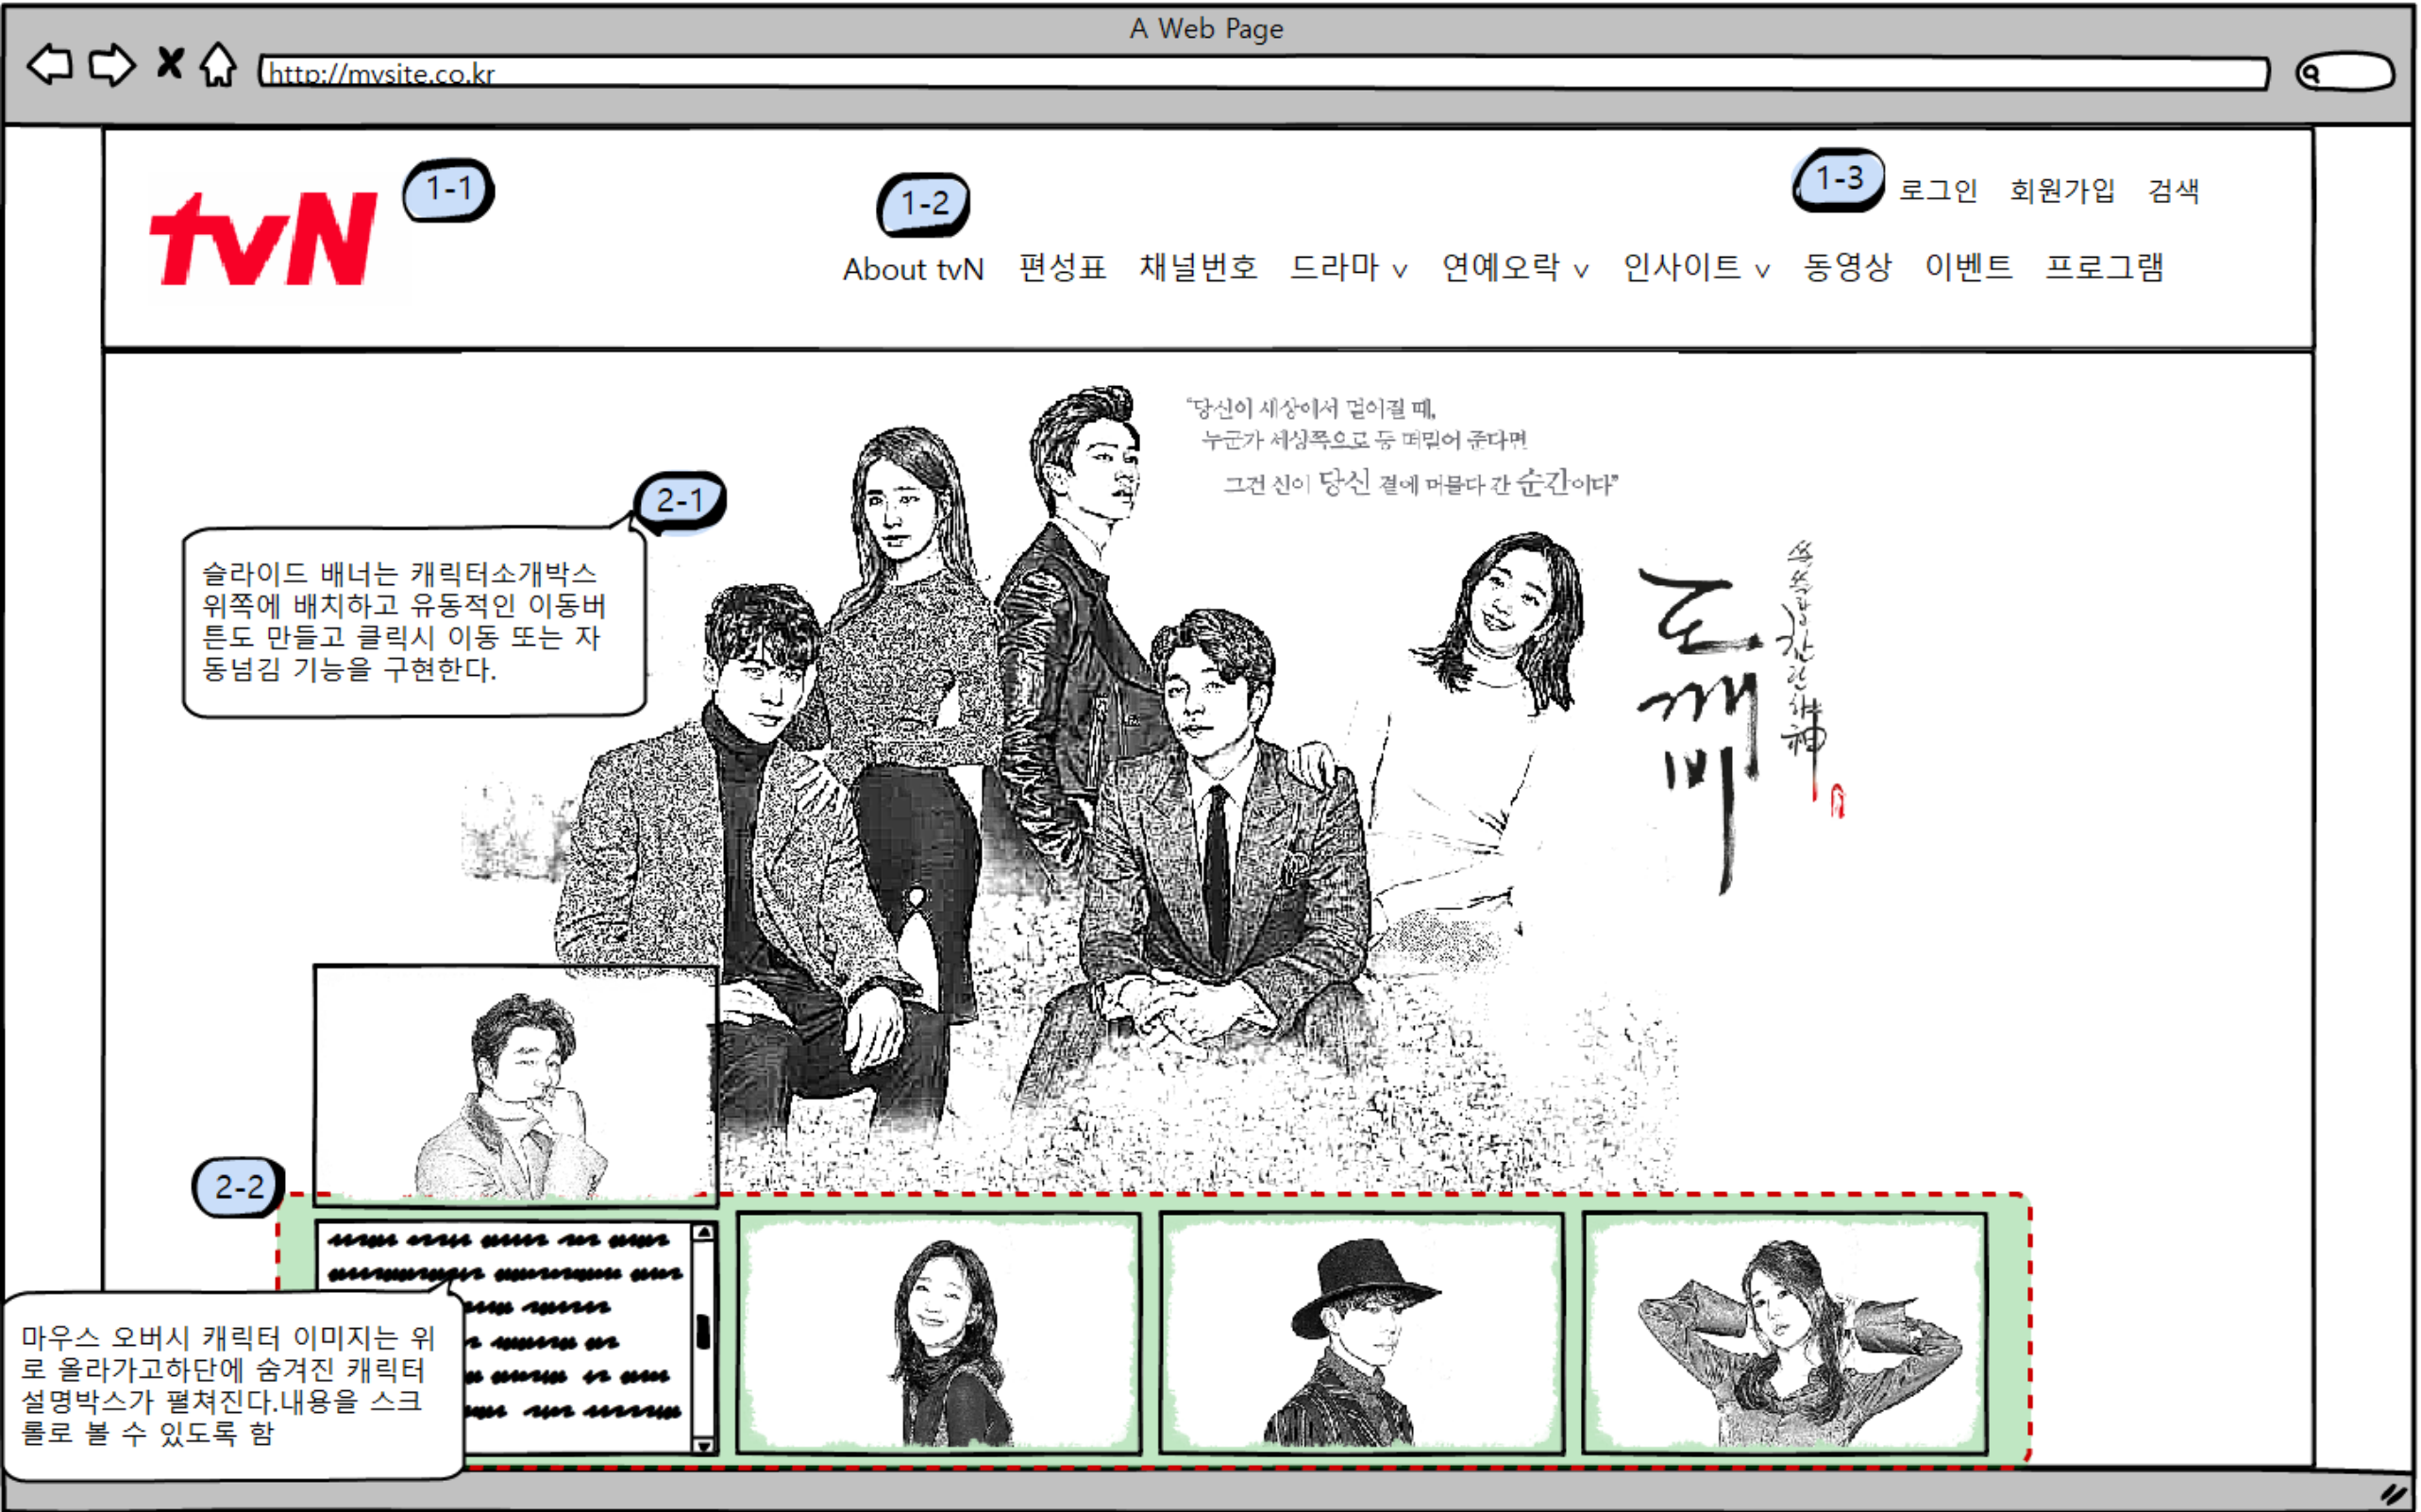 A Web Page
http://mysite.co.kr
tvN
1-1
1-2
1-3
로그인 회원가입 검색
About tvN 편성표 채널번호 드라마 v 연예오락 v 인사이트 v 동영상 이벤트 프로그램
“당신이 세상에서 멀어질 때,
누군가 세상쪽으로 등 떠밀어 준다면
그건 신이 당신 곁에 머물다 간 순간이다”
2-1
슬라이드 배너는 캐릭터소개박스
위쪽에 배치하고 유동적인 이동버
튼도 만들고 클릭시 이동 또는 자
동넘김 기능을 구현한다.
쓸쓸하고 찬란하神
도깨비
2-2
마우스 오버시 캐릭터 이미지는 위
로 올라가고하단에 숨겨진 캐릭터
설명박스가 펼쳐진다.내용을 스크
롤로 볼 수 있도록 함